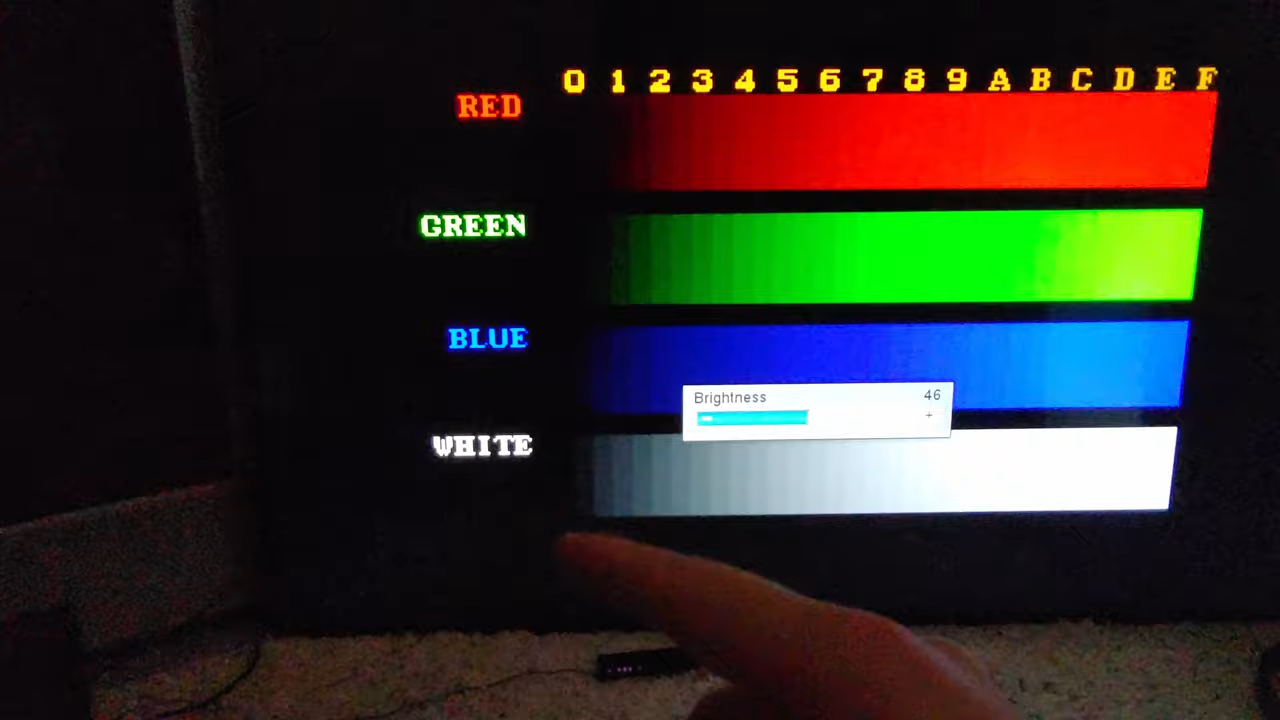 0 1 2 3 4 5 6 7 8 9 A B C D E F
RED
GREEN
BLUE
Brightness 46
+
WHITE